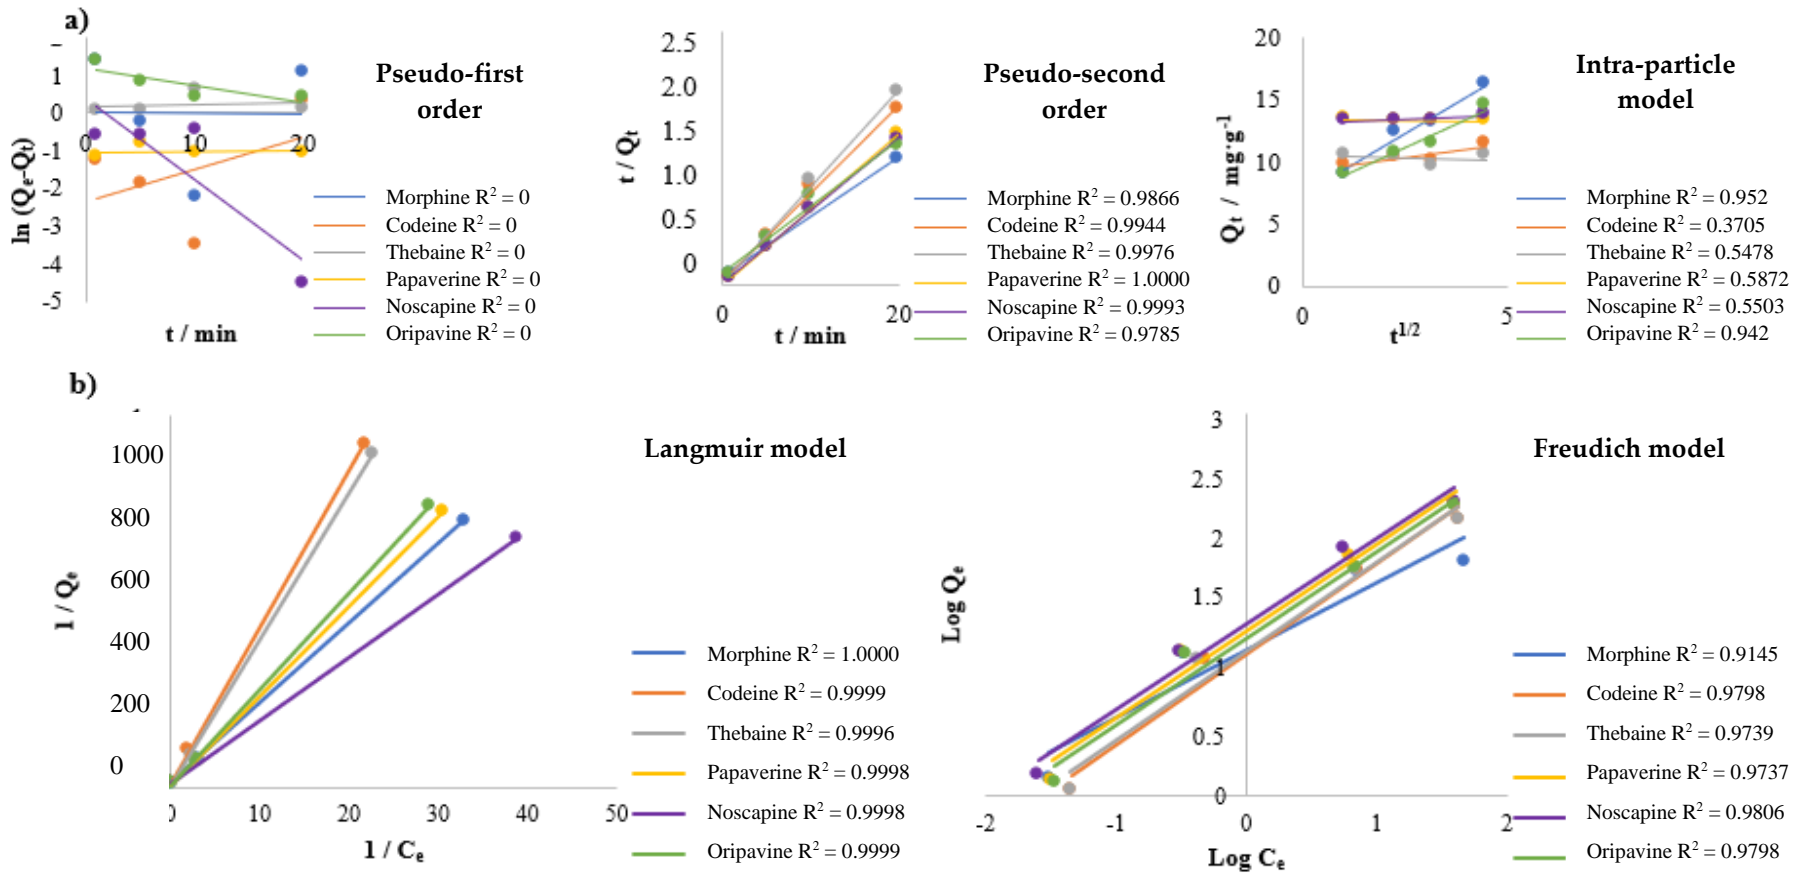 a)
1
0
-1
-2
-3
-4
-5
10
20
ln (Qe-Qt)
t / min
Pseudo-first
order
Morphine R² = 0
Codeine R² = 0
Thebaine R² = 0
Papaverine R² = 0
Noscapine R² = 0
Oripavine R² = 0
2.5
2.0
1.5
1.0
0.5
0
0
20
t / Qt
t / min
Pseudo-second
order
Morphine R² = 0.9866
Codeine R² = 0.9944
Thebaine R² = 0.9976
Papaverine R² = 1.0000
Noscapine R² = 0.9993
Oripavine R² = 0.9785
20
15
10
5
0
0
5
Qt / mg·g-1
t1/2
Intra-particle
model
Morphine R² = 0.952
Codeine R² = 0.3705
Thebaine R² = 0.5478
Papaverine R² = 0.5872
Noscapine R² = 0.5503
Oripavine R² = 0.942
b)
1000
800
600
400
200
0
0
10
20
30
40
50
1 / Qe
1 / Ce
Langmuir model
Morphine R² = 1.0000
Codeine R² = 0.9999
Thebaine R² = 0.9996
Papaverine R² = 0.9998
Noscapine R² = 0.9998
Oripavine R² = 0.9999
3
2.5
2
1.5
1
0.5
0
-2
-1
0
1
2
Log Qe
Log Ce
Freudich model
Morphine R² = 0.9145
Codeine R² = 0.9798
Thebaine R² = 0.9739
Papaverine R² = 0.9737
Noscapine R² = 0.9806
Oripavine R² = 0.9798